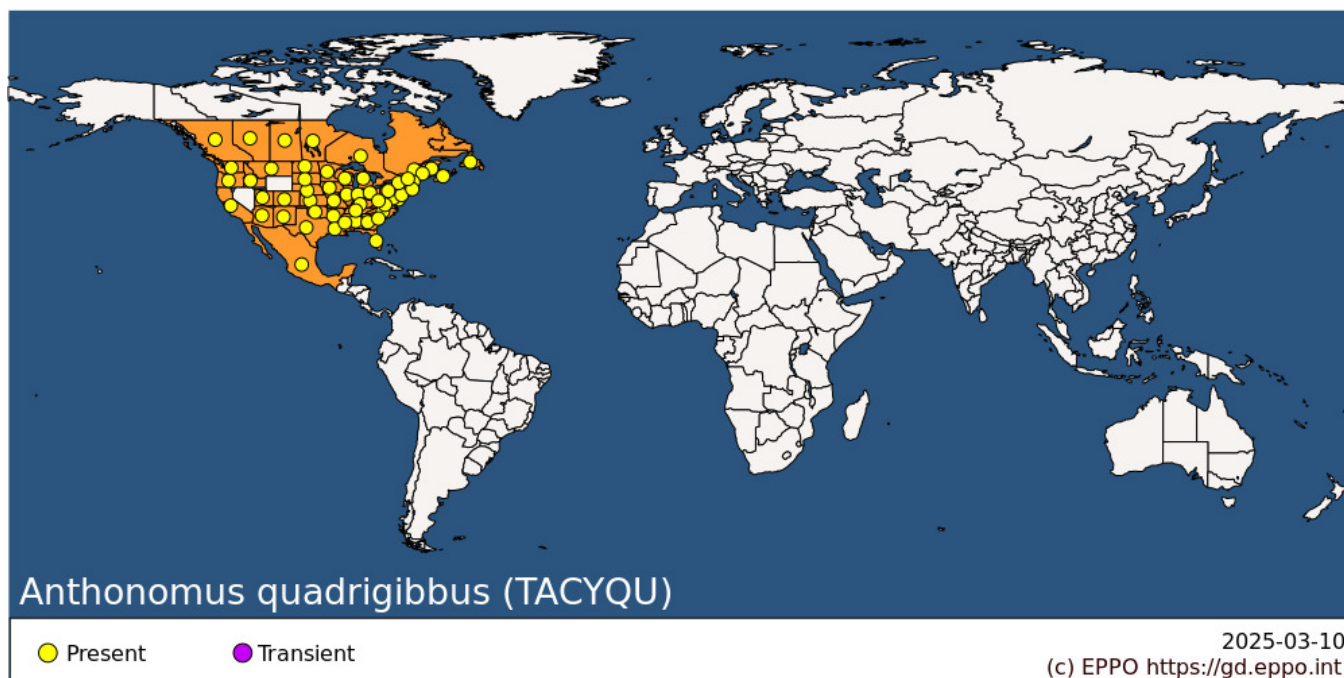 Anthonomus quadrigibbus (TACYQU)
Present
Transient
2025-03-10
(c) EPPO https://gd.eppo.int